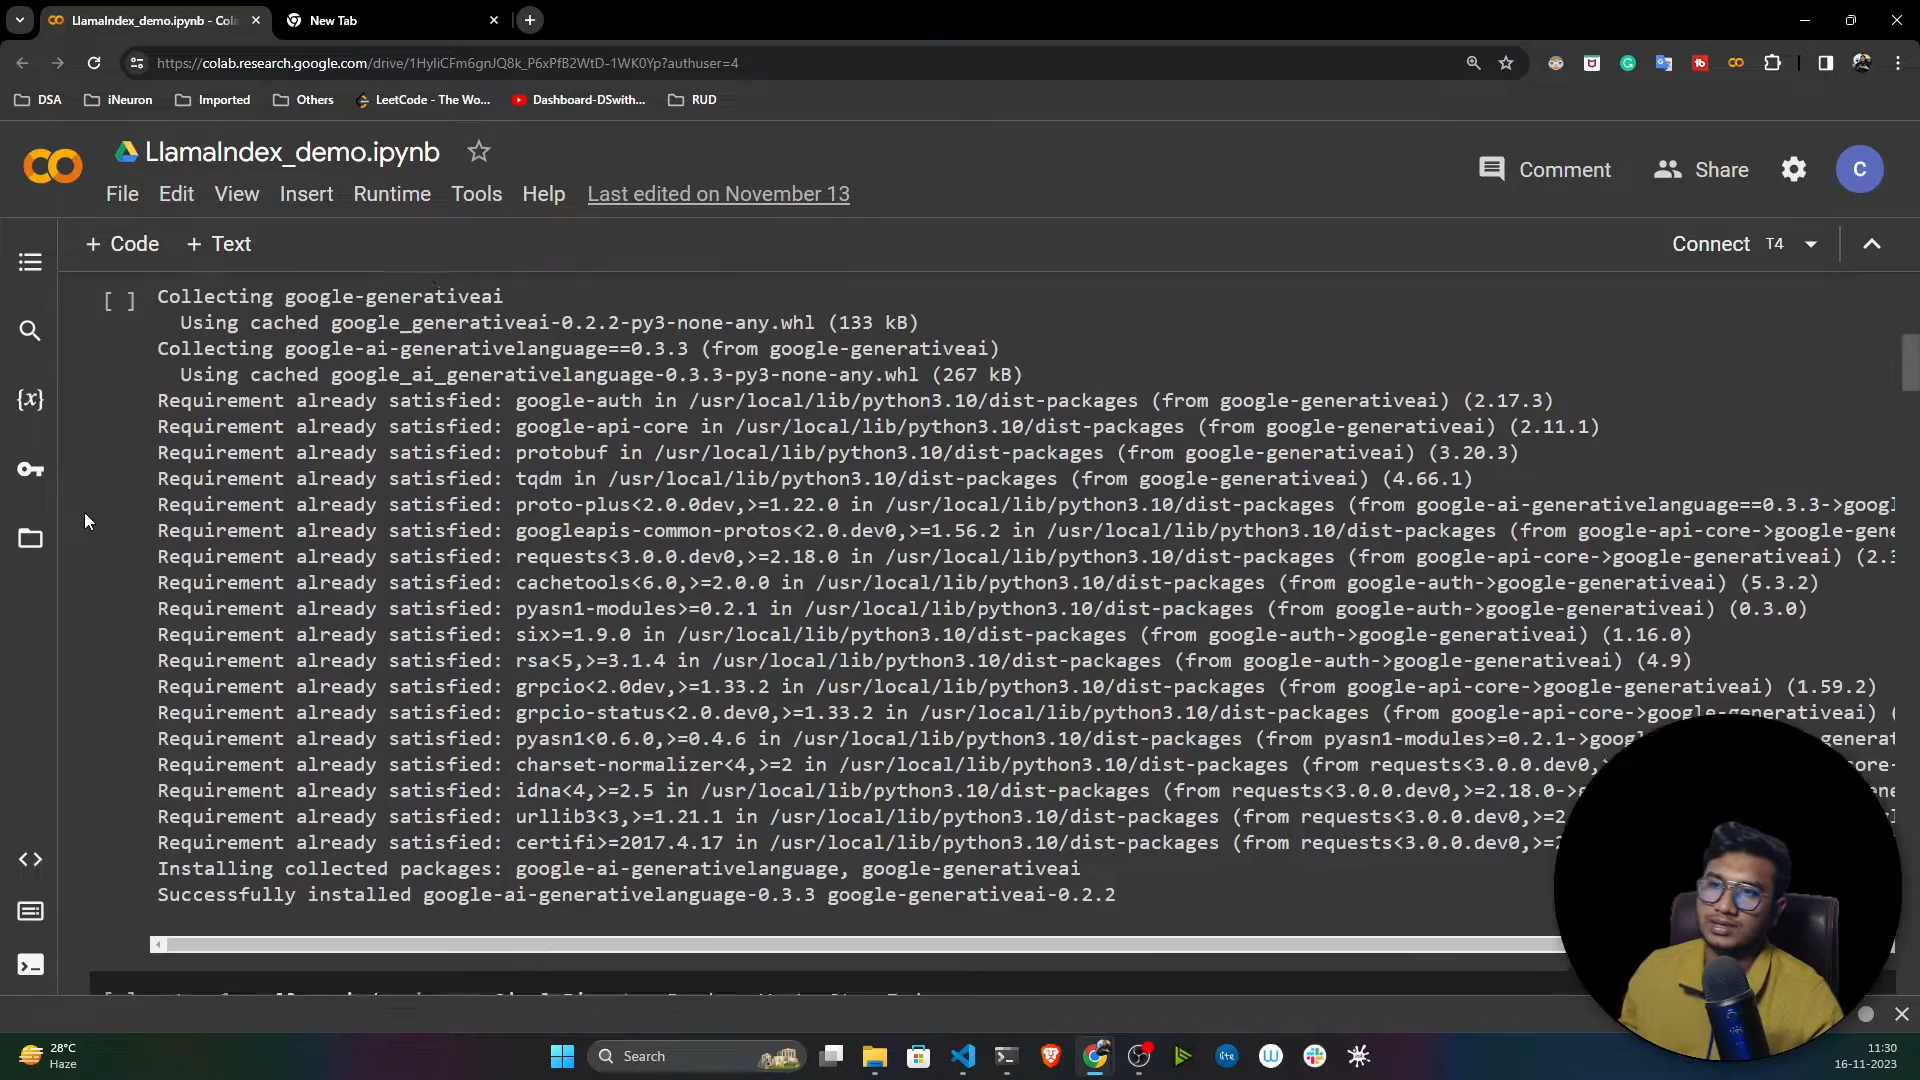 LlamaIndex_demo.ipynb - Col
New Tab
https://colab.research.google.com/drive/1HyliCFm6gnJQ8k_P6xPfB2WtD-1WK0Yp?authuser=4
DSA
iNeuron
Imported
Others
LeetCode - The Wo...
Dashboard-DSwith...
RUD
LlamaIndex_demo.ipynb
Comment
Share
C
File Edit View Insert Runtime Tools Help Last edited on November 13
+ Code + Text
Connect T4
[ ] Collecting google-generativeai
Using cached google_generativeai-0.2.2-py3-none-any.whl (133 kB)
Collecting google-ai-generativelanguage==0.3.3 (from google-generativeai)
Using cached google_ai_generativelanguage-0.3.3-py3-none-any.whl (267 kB)
Requirement already satisfied: google-auth in /usr/local/lib/python3.10/dist-packages (from google-generativeai) (2.17.3)
Requirement already satisfied: google-api-core in /usr/local/lib/python3.10/dist-packages (from google-generativeai) (2.11.1)
Requirement already satisfied: protobuf in /usr/local/lib/python3.10/dist-packages (from google-generativeai) (3.20.3)
Requirement already satisfied: tqdm in /usr/local/lib/python3.10/dist-packages (from google-generativeai) (4.66.1)
Requirement already satisfied: proto-plus<2.0.0dev,>=1.22.0 in /usr/local/lib/python3.10/dist-packages (from google-ai-generativelanguage==0.3.3->googl
Requirement already satisfied: googleapis-common-protos<2.0.dev0,>=1.56.2 in /usr/local/lib/python3.10/dist-packages (from google-api-core->google-gene
Requirement already satisfied: requests<3.0.0.dev0,>=2.18.0 in /usr/local/lib/python3.10/dist-packages (from google-api-core->google-generativeai) (2.3
Requirement already satisfied: cachetools<6.0,>=2.0.0 in /usr/local/lib/python3.10/dist-packages (from google-auth->google-generativeai) (5.3.2)
Requirement already satisfied: pyasn1-modules>=0.2.1 in /usr/local/lib/python3.10/dist-packages (from google-auth->google-generativeai) (0.3.0)
Requirement already satisfied: six>=1.9.0 in /usr/local/lib/python3.10/dist-packages (from google-auth->google-generativeai) (1.16.0)
Requirement already satisfied: rsa<5,>=3.1.4 in /usr/local/lib/python3.10/dist-packages (from google-auth->google-generativeai) (4.9)
Requirement already satisfied: grpcio<2.0dev,>=1.33.2 in /usr/local/lib/python3.10/dist-packages (from google-api-core->google-generativeai) (1.59.2)
Requirement already satisfied: grpcio-status<2.0.dev0,>=1.33.2 in /usr/local/lib/python3.10/dist-packages (from google-api-core->google-generativeai) (
Requirement already satisfied: pyasn1<0.6.0,>=0.4.6 in /usr/local/lib/python3.10/dist-packages (from pyasn1-modules>=0.2.1->goog generat
Requirement already satisfied: charset-normalizer<4,>=2 in /usr/local/lib/python3.10/dist-packages (from requests<3.0.0.dev0, core-
Requirement already satisfied: idna<4,>=2.5 in /usr/local/lib/python3.10/dist-packages (from requests<3.0.0.dev0,>=2.18.0->g ene
Requirement already satisfied: urllib3<3,>=1.21.1 in /usr/local/lib/python3.10/dist-packages (from requests<3.0.0.dev0,>=2
Requirement already satisfied: certifi>=2017.4.17 in /usr/local/lib/python3.10/dist-packages (from requests<3.0.0.dev0,>=
Installing collected packages: google-ai-generativelanguage, google-generativeai
Successfully installed google-ai-generativelanguage-0.3.3 google-generativeai-0.2.2
28°C
Haze
Search
11:30
16-11-2023